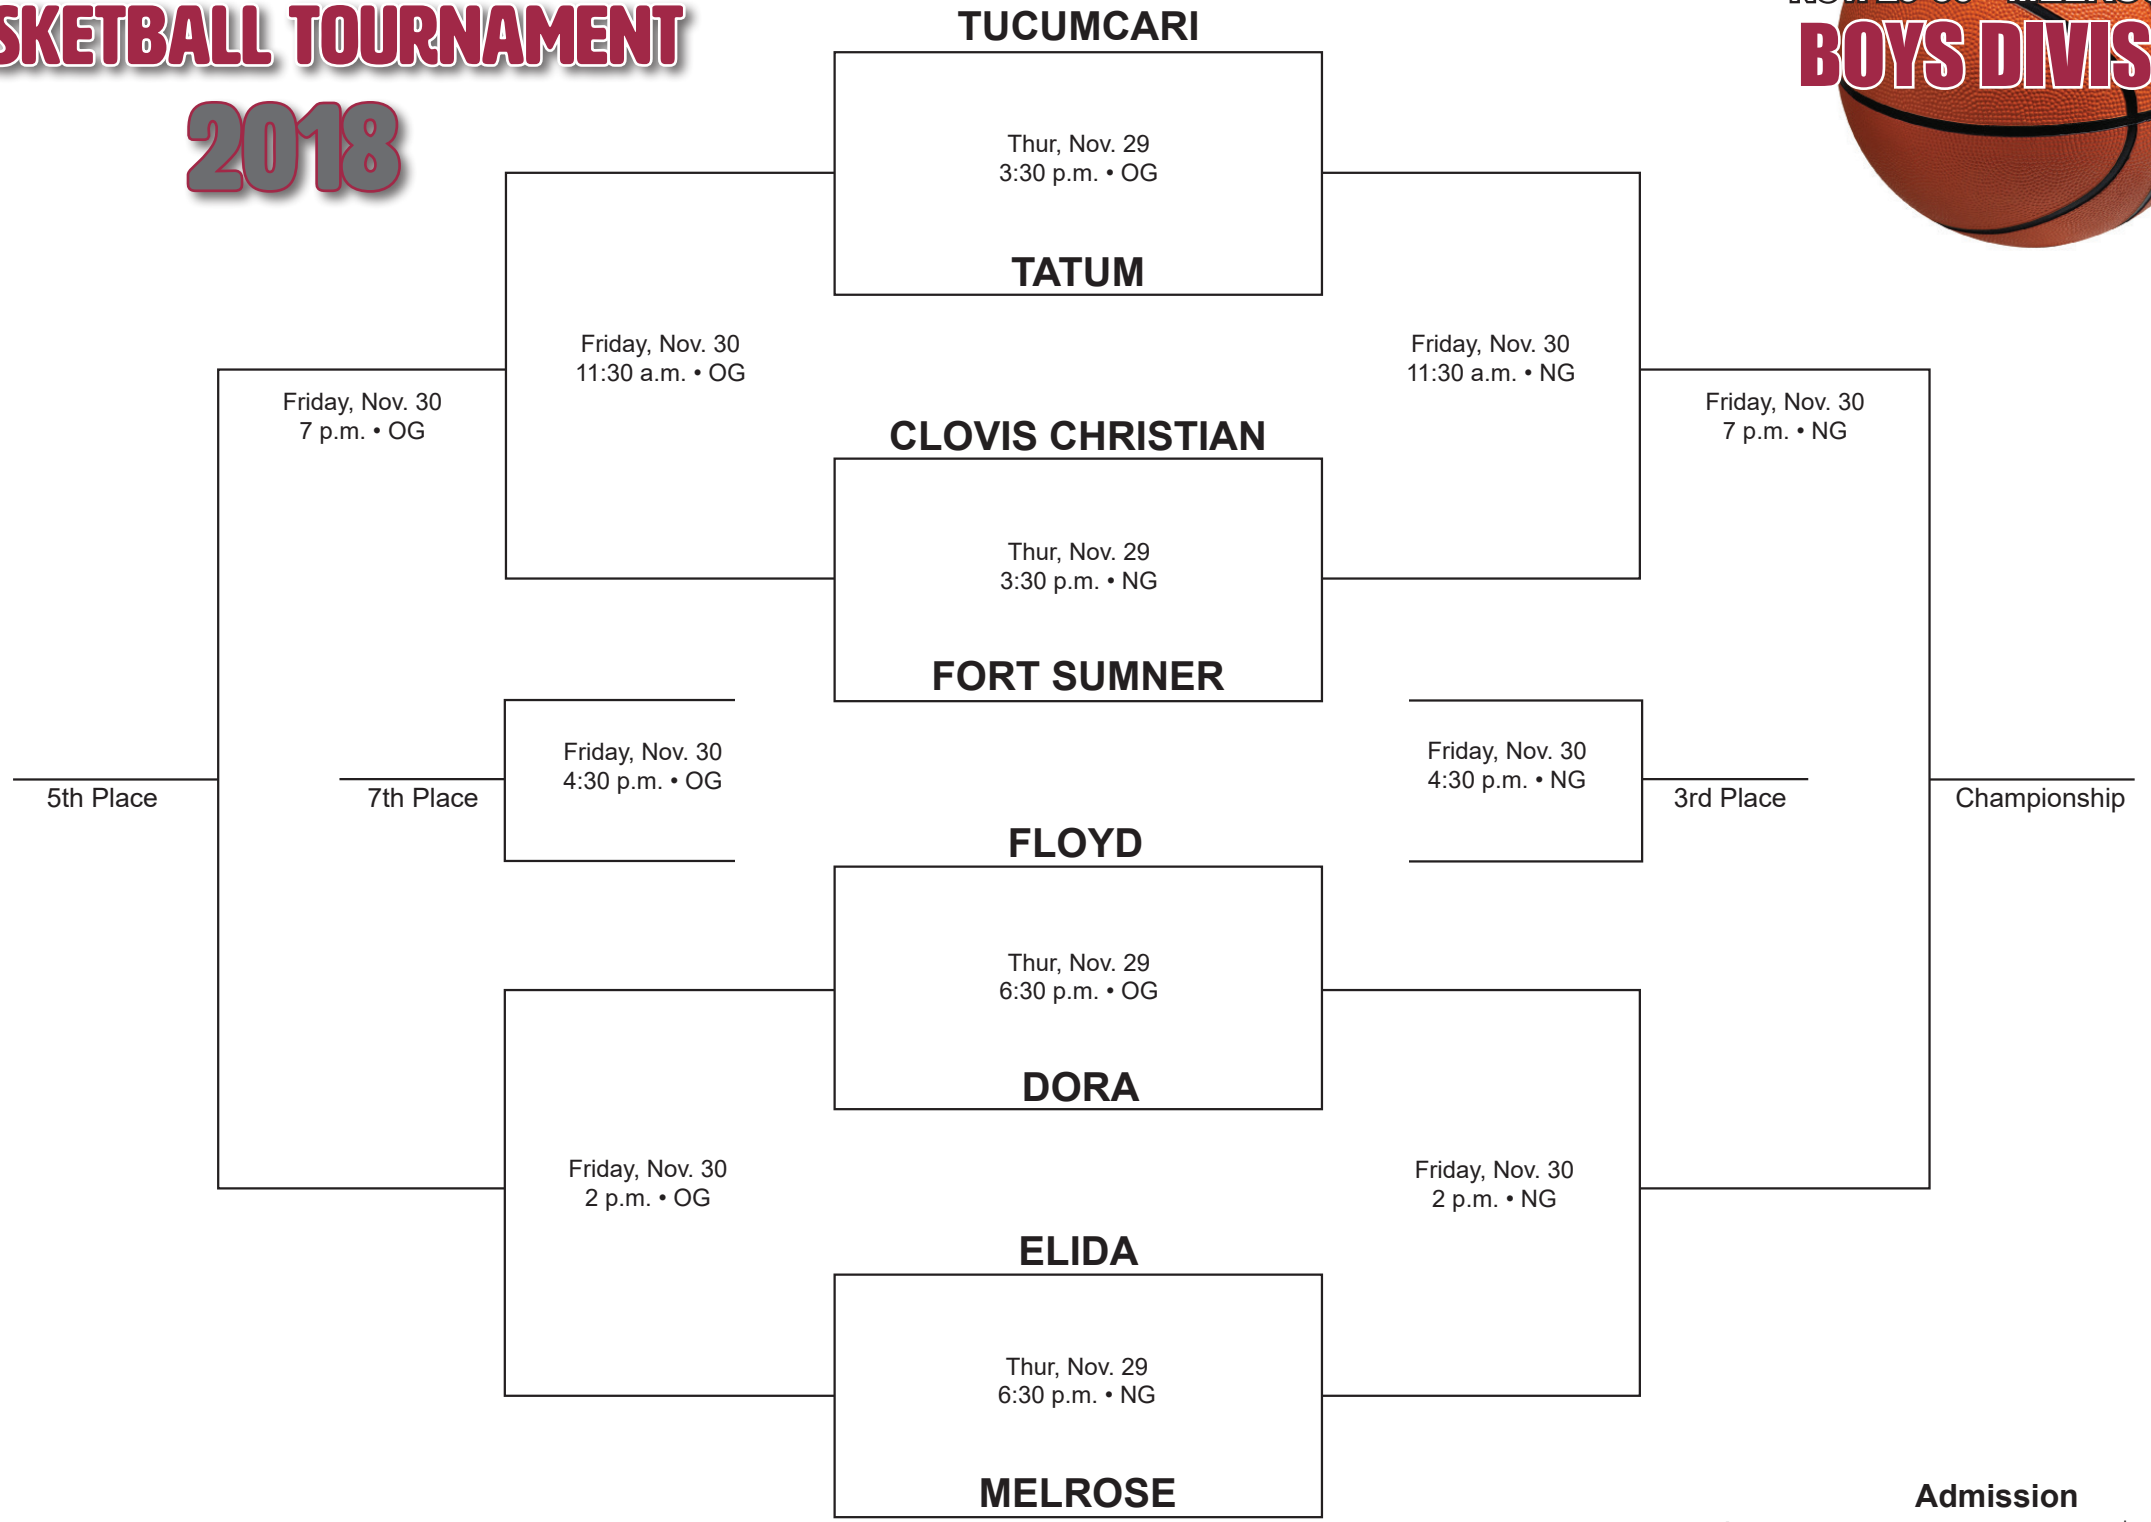 SKETBALL TOURNAMENT
2018
BOYS DIVIS
TUCUMCARI
Thur, Nov. 29
3:30 p.m. • OG
TATUM
Friday, Nov. 30
11:30 a.m. • OG
Friday, Nov. 30
11:30 a.m. • NG
Friday, Nov. 30
7 p.m. • OG
Friday, Nov. 30
7 p.m. • NG
CLOVIS CHRISTIAN
Thur, Nov. 29
3:30 p.m. • NG
FORT SUMNER
Friday, Nov. 30
4:30 p.m. • OG
Friday, Nov. 30
4:30 p.m. • NG
5th Place
7th Place
3rd Place
Championship
FLOYD
Thur, Nov. 29
6:30 p.m. • OG
DORA
Friday, Nov. 30
2 p.m. • OG
Friday, Nov. 30
2 p.m. • NG
ELIDA
Thur, Nov. 29
6:30 p.m. • NG
MELROSE
Admission